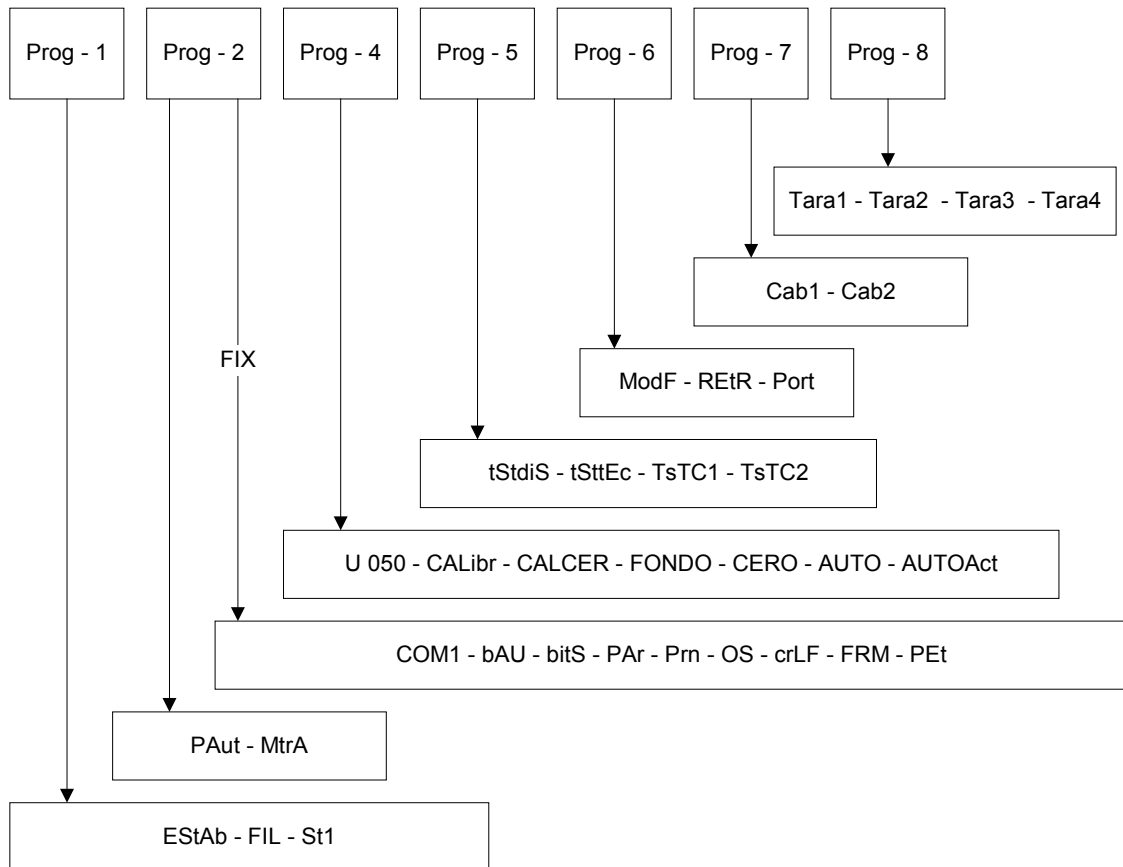 Prog - 1
Prog - 2
Prog - 4
Prog - 5
Prog - 6
Prog - 7
Prog - 8
Tara1 - Tara2 - Tara3 - Tara4
Cab1 - Cab2
FIX
ModF - REtR - Port
tStdiS - tSttEc - TsTC1 - TsTC2
U 050 - CALibr - CALCER - FONDO - CERO - AUTO - AUTOAct
COM1 - bAU - bitS - PAr - Prn - OS - crLF - FRM - PEt
PAut - MtrA
EStAb - FIL - St1